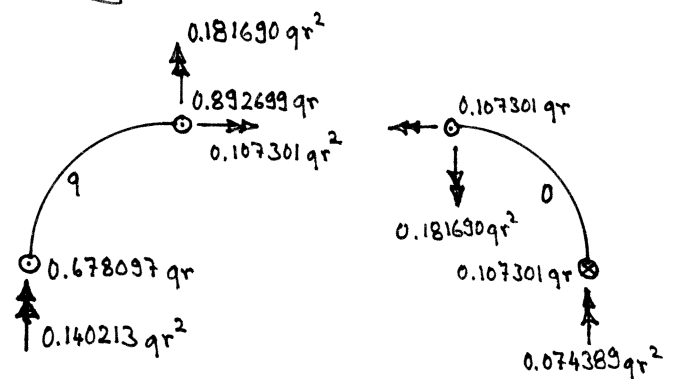 0.181690 qr²
0.892699 qr
0.107301 qr²
q
0.678097 qr
0.140213 qr²
0.107301 qr
0.181690 qr²
0
0.107301 qr
0.074389 qr²